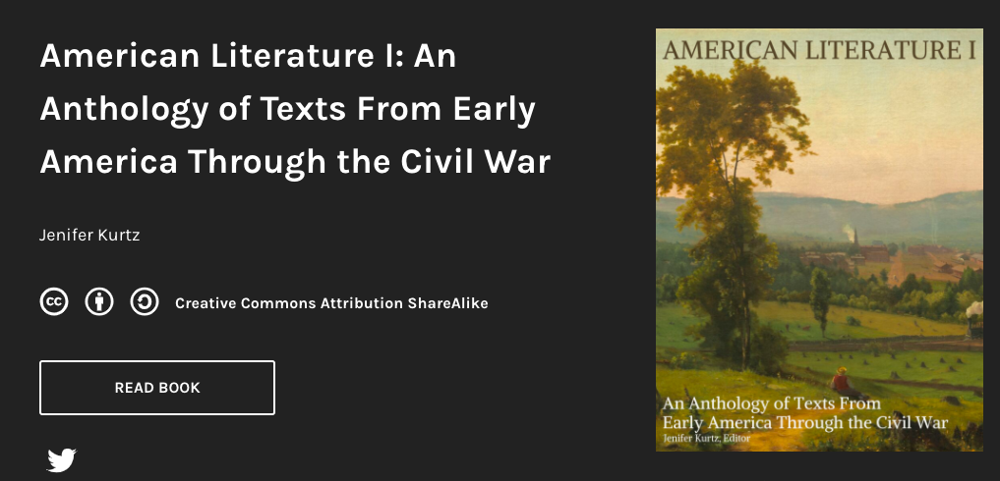 American Literature I: An
Anthology of Texts From Early
America Through the Civil War
Jenifer Kurtz
cc
Creative Commons Attribution ShareAlike
READ BOOK
AMERICAN LITERATURE I
An Anthology of Texts From
Early America Through the Civil War
Jenifer Kurtz, Editor